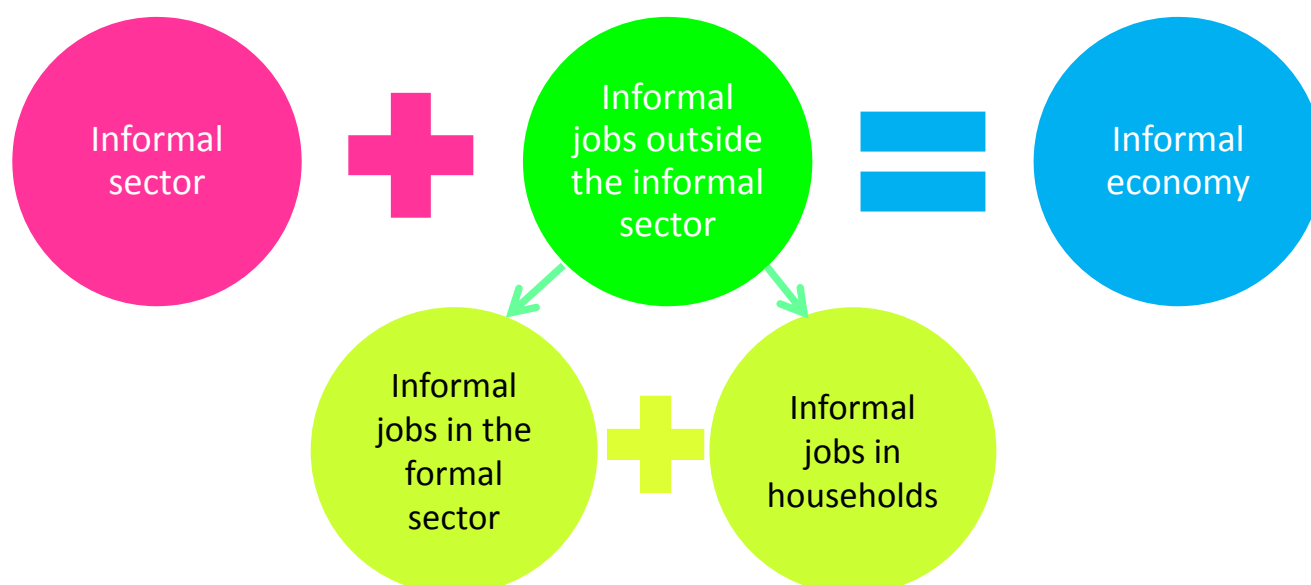 Informal
sector
Informal
jobs outside
the informal
sector
Informal
economy
Informal
jobs in the
formal
sector
Informal
jobs in
households